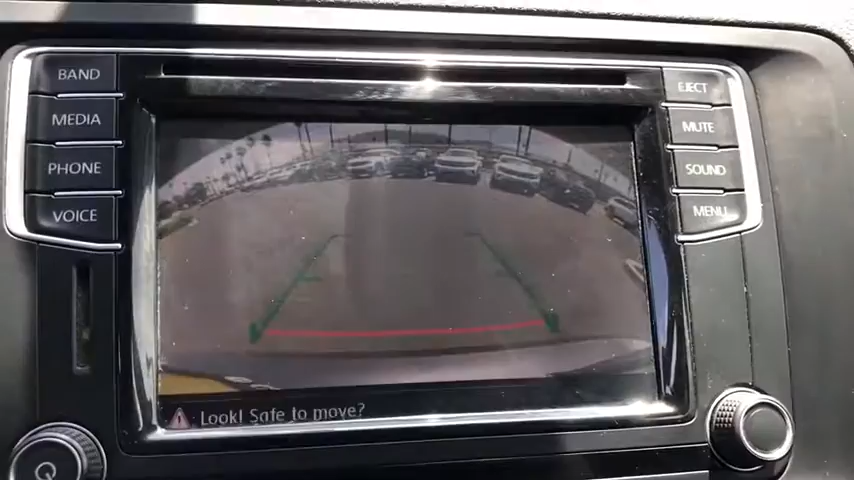 BAND
MEDIA
PHONE
VOICE
EJECT
MUTE
SOUND
MENU
Look! Safe to move?